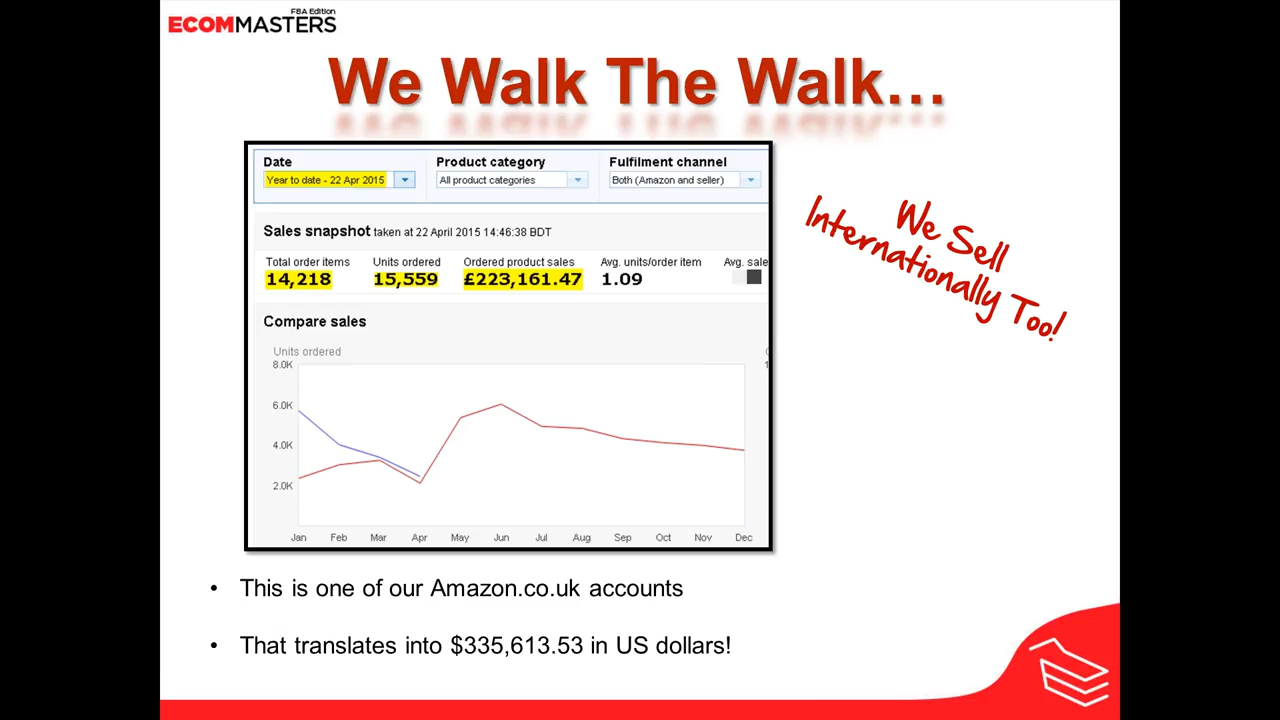 FBA Edition
ECOMMASTERS
We Walk The Walk...
Date
Product category
Fulfilment channel
Year to date - 22 Apr 2015
All product categories
Both (Amazon and seller)
We Sell
Internationally Too!
Sales snapshot taken at 22 April 2015 14:46:38 BDT
Total order items
Units ordered
Ordered product sales
Avg. units/order item
Avg. sale
14,218
15,559
£223,161.47
1.09
Compare sales
Units ordered
8.0K
6.0K
4.0K
2.0K
Jan Feb Mar Apr May Jun Jul Aug Sep Oct Nov Dec
• This is one of our Amazon.co.uk accounts
• That translates into $335,613.53 in US dollars!